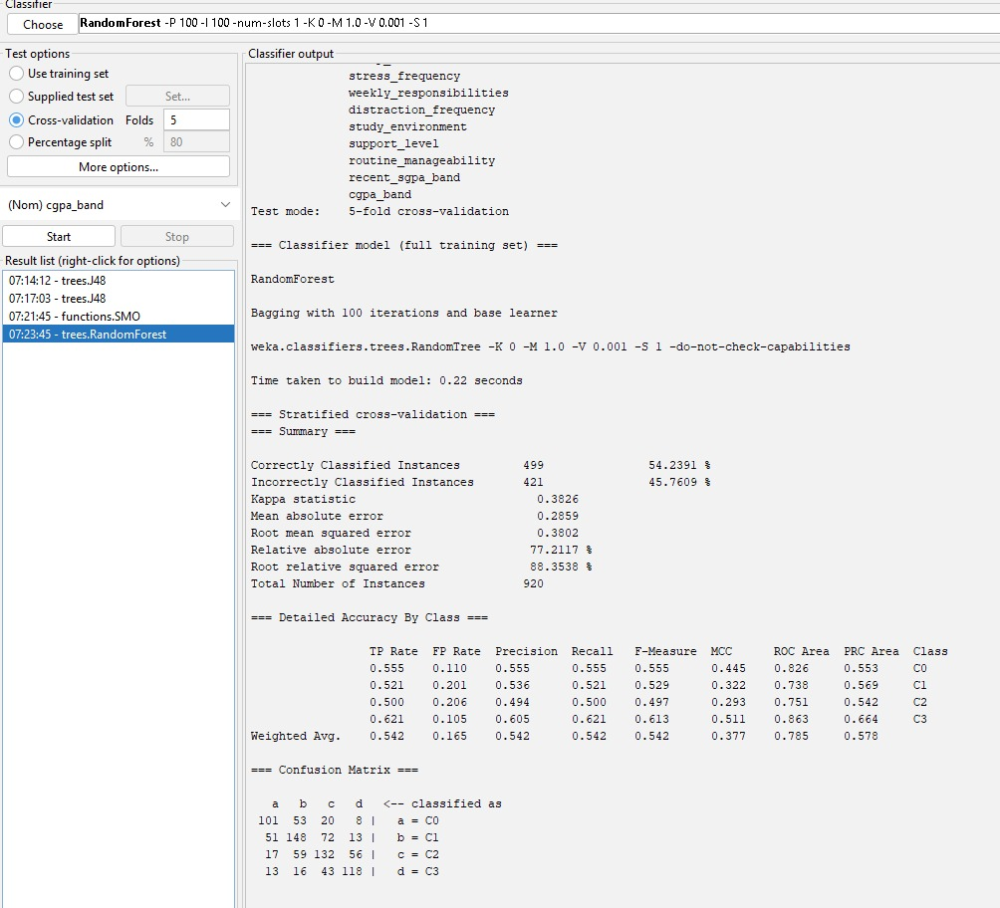 Classifier
Choose RandomForest -P 100 -I 100 -num-slots 1 -K 0 -M 1.0 -V 0.001 -S 1
Test options
Use training set
Supplied test set Set...
Cross-validation Folds 5
Percentage split % 80
More options...
(Nom) cgpa_band
Start Stop
Result list (right-click for options)
07:14:12 - trees.J48
07:17:03 - trees.J48
07:21:45 - functions.SMO
07:23:45 - trees.RandomForest
Classifier output
stress_frequency
weekly_responsibilities
distraction_frequency
study_environment
support_level
routine_manageability
recent_sgpa_band
cgpa_band
Test mode: 5-fold cross-validation
=== Classifier model (full training set) ===
RandomForest
Bagging with 100 iterations and base learner
weka.classifiers.trees.RandomTree -K 0 -M 1.0 -V 0.001 -S 1 -do-not-check-capabilities
Time taken to build model: 0.22 seconds
=== Stratified cross-validation ===
=== Summary ===
Correctly Classified Instances 499 54.2391 %
Incorrectly Classified Instances 421 45.7609 %
Kappa statistic 0.3826
Mean absolute error 0.2859
Root mean squared error 0.3802
Relative absolute error 77.2117 %
Root relative squared error 88.3538 %
Total Number of Instances 920
=== Detailed Accuracy By Class ===
TP Rate FP Rate Precision Recall F-Measure MCC ROC Area PRC Area Class
0.555 0.110 0.555 0.555 0.555 0.445 0.826 0.553 C0
0.521 0.201 0.536 0.521 0.529 0.322 0.738 0.569 C1
0.500 0.206 0.494 0.500 0.497 0.293 0.751 0.542 C2
0.621 0.105 0.605 0.621 0.613 0.511 0.863 0.664 C3
Weighted Avg. 0.542 0.165 0.542 0.542 0.542 0.377 0.785 0.578
=== Confusion Matrix ===
a b c d <-- classified as
101 53 20 8 | a = C0
51 148 72 13 | b = C1
17 59 132 56 | c = C2
13 16 43 118 | d = C3